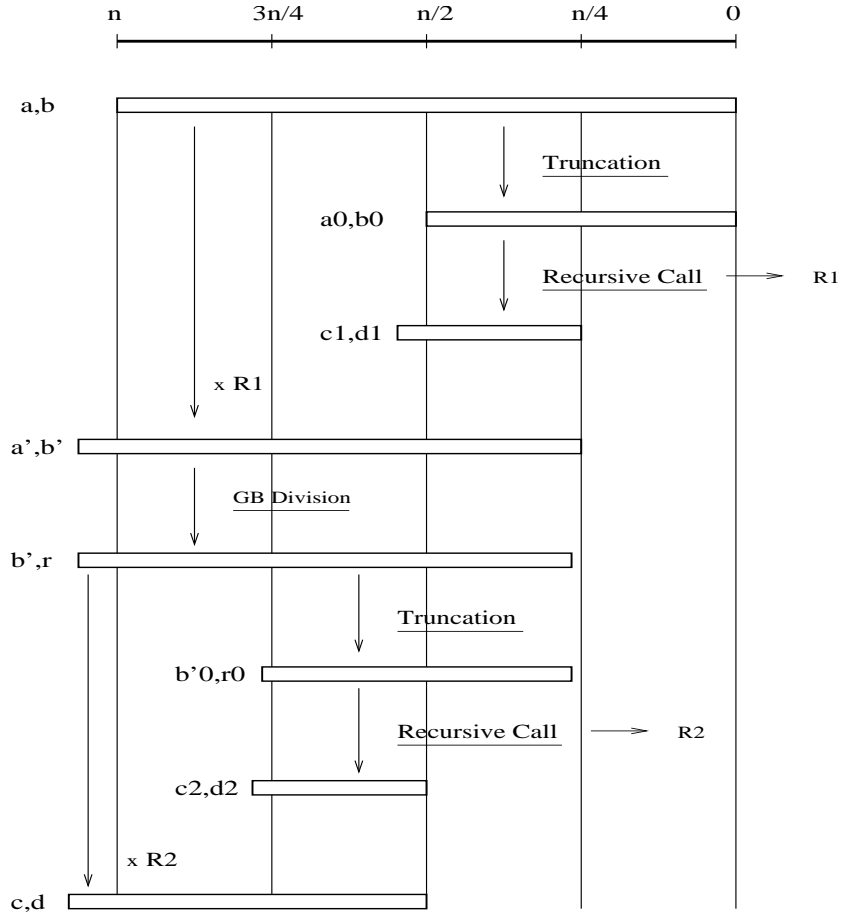 n 3n/4 n/2 n/4 0
a,b
Truncation
a0,b0
Recursive Call R1
c1,d1
x R1
a’,b’
GB Division
b’,r
Truncation
b’0,r0
Recursive Call R2
c2,d2
x R2
c,d